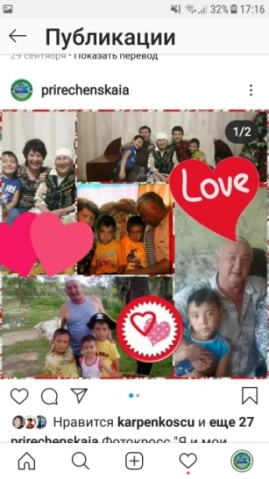 32% 17:16
Публикации
29 сентября · Показать перевод
prirechenskaia
1/2
Love
Нравится karpenkoscu и еще 27
prirechenskaia Фотокросс "Я и мои